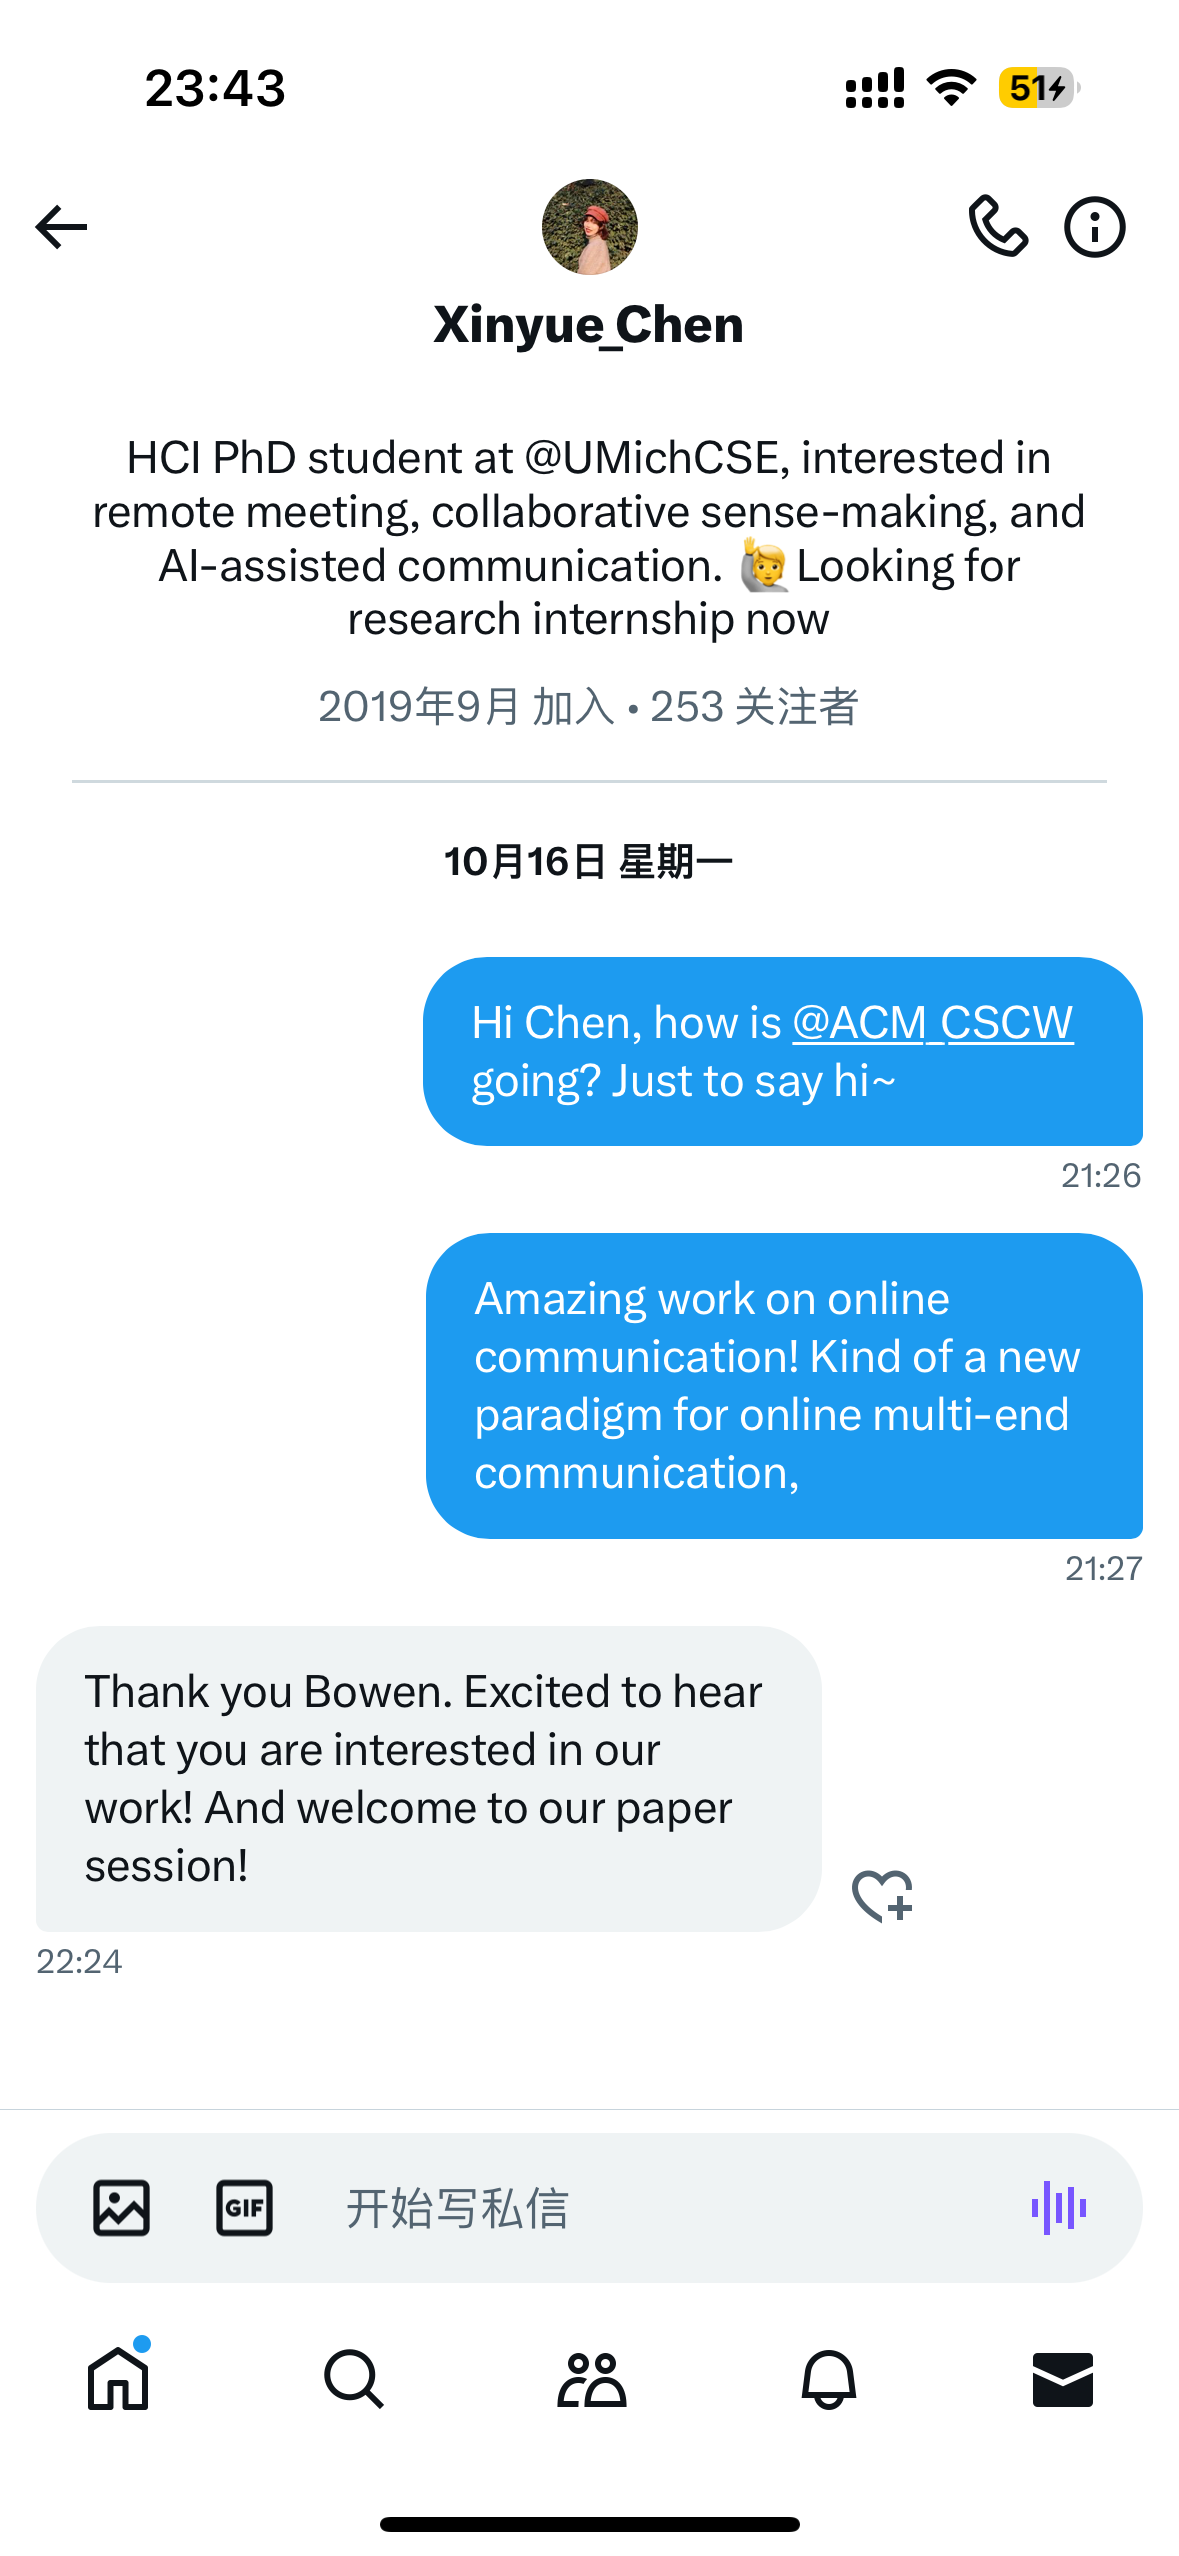 23:43
51
Xinyue_Chen
HCI PhD student at @UMichCSE, interested in
remote meeting, collaborative sense-making, and
AI-assisted communication. 🙋Looking for
research internship now
2019年9月 加入 • 253 关注者
10月16日 星期一
Hi Chen, how is @ACM_CSCW
going? Just to say hi~
21:26
Amazing work on online
communication! Kind of a new
paradigm for online multi-end
communication,
21:27
Thank you Bowen. Excited to hear
that you are interested in our
work! And welcome to our paper
session!
22:24
GIF 开始写私信